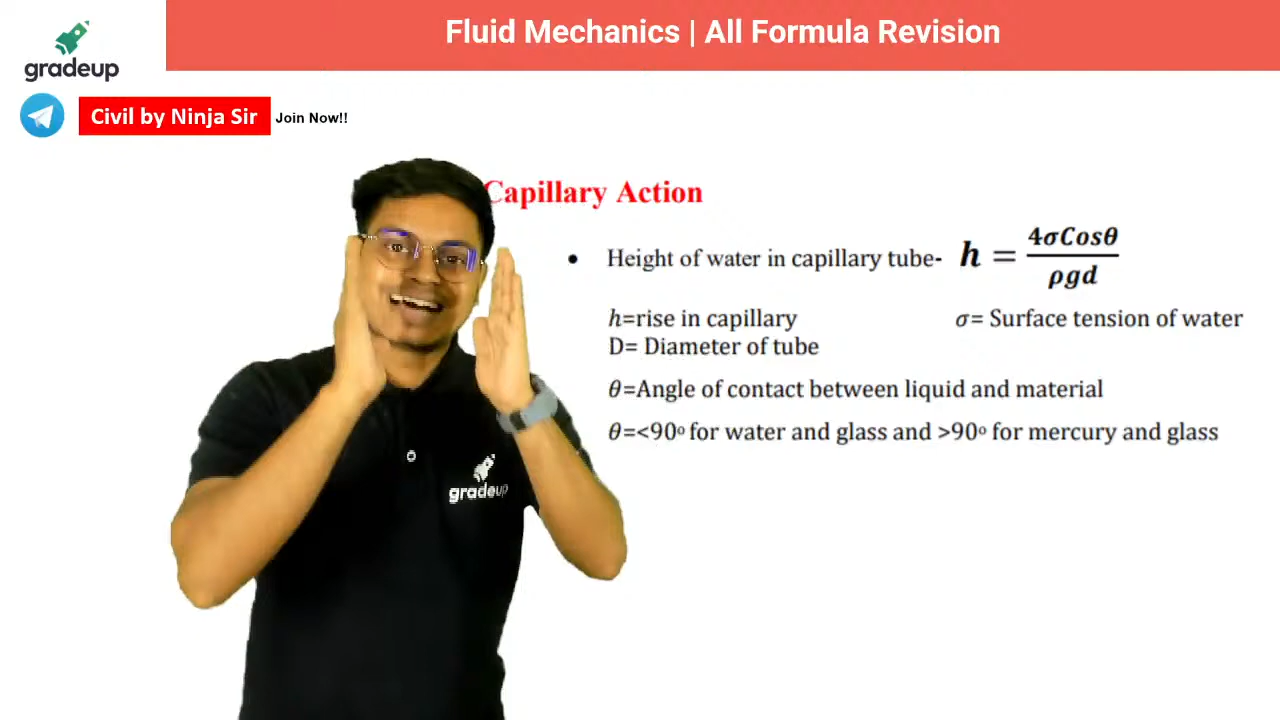 Fluid Mechanics | All Formula Revision
gradeup
Civil by Ninja Sir Join Now!!
Capillary Action
• Height of water in capillary tube- h = 4σCosθ / ρgd
h=rise in capillary σ= Surface tension of water
D= Diameter of tube
θ=Angle of contact between liquid and material
θ=<90º for water and glass and >90º for mercury and glass
gradeup